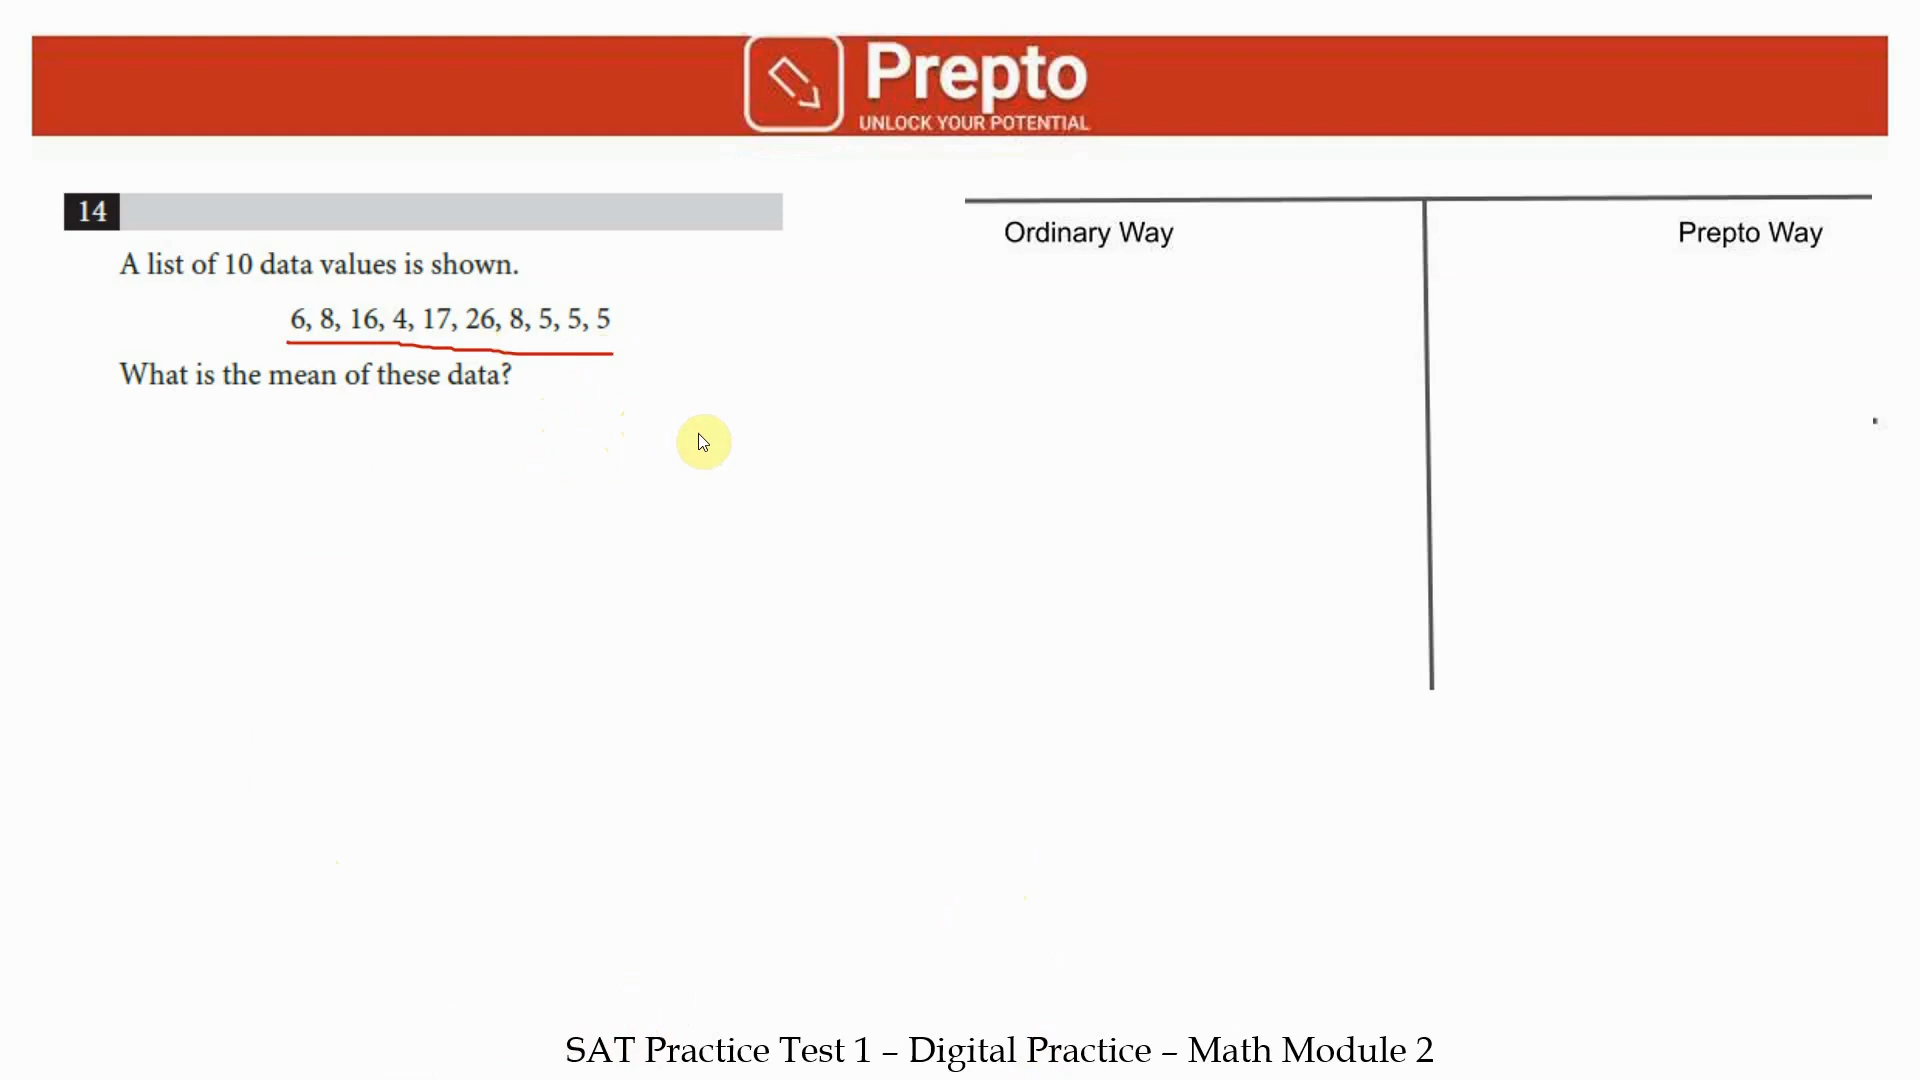 Prepto
UNLOCK YOUR POTENTIAL
14
A list of 10 data values is shown.
6, 8, 16, 4, 17, 26, 8, 5, 5, 5
What is the mean of these data?
Ordinary Way
Prepto Way
SAT Practice Test 1 – Digital Practice – Math Module 2